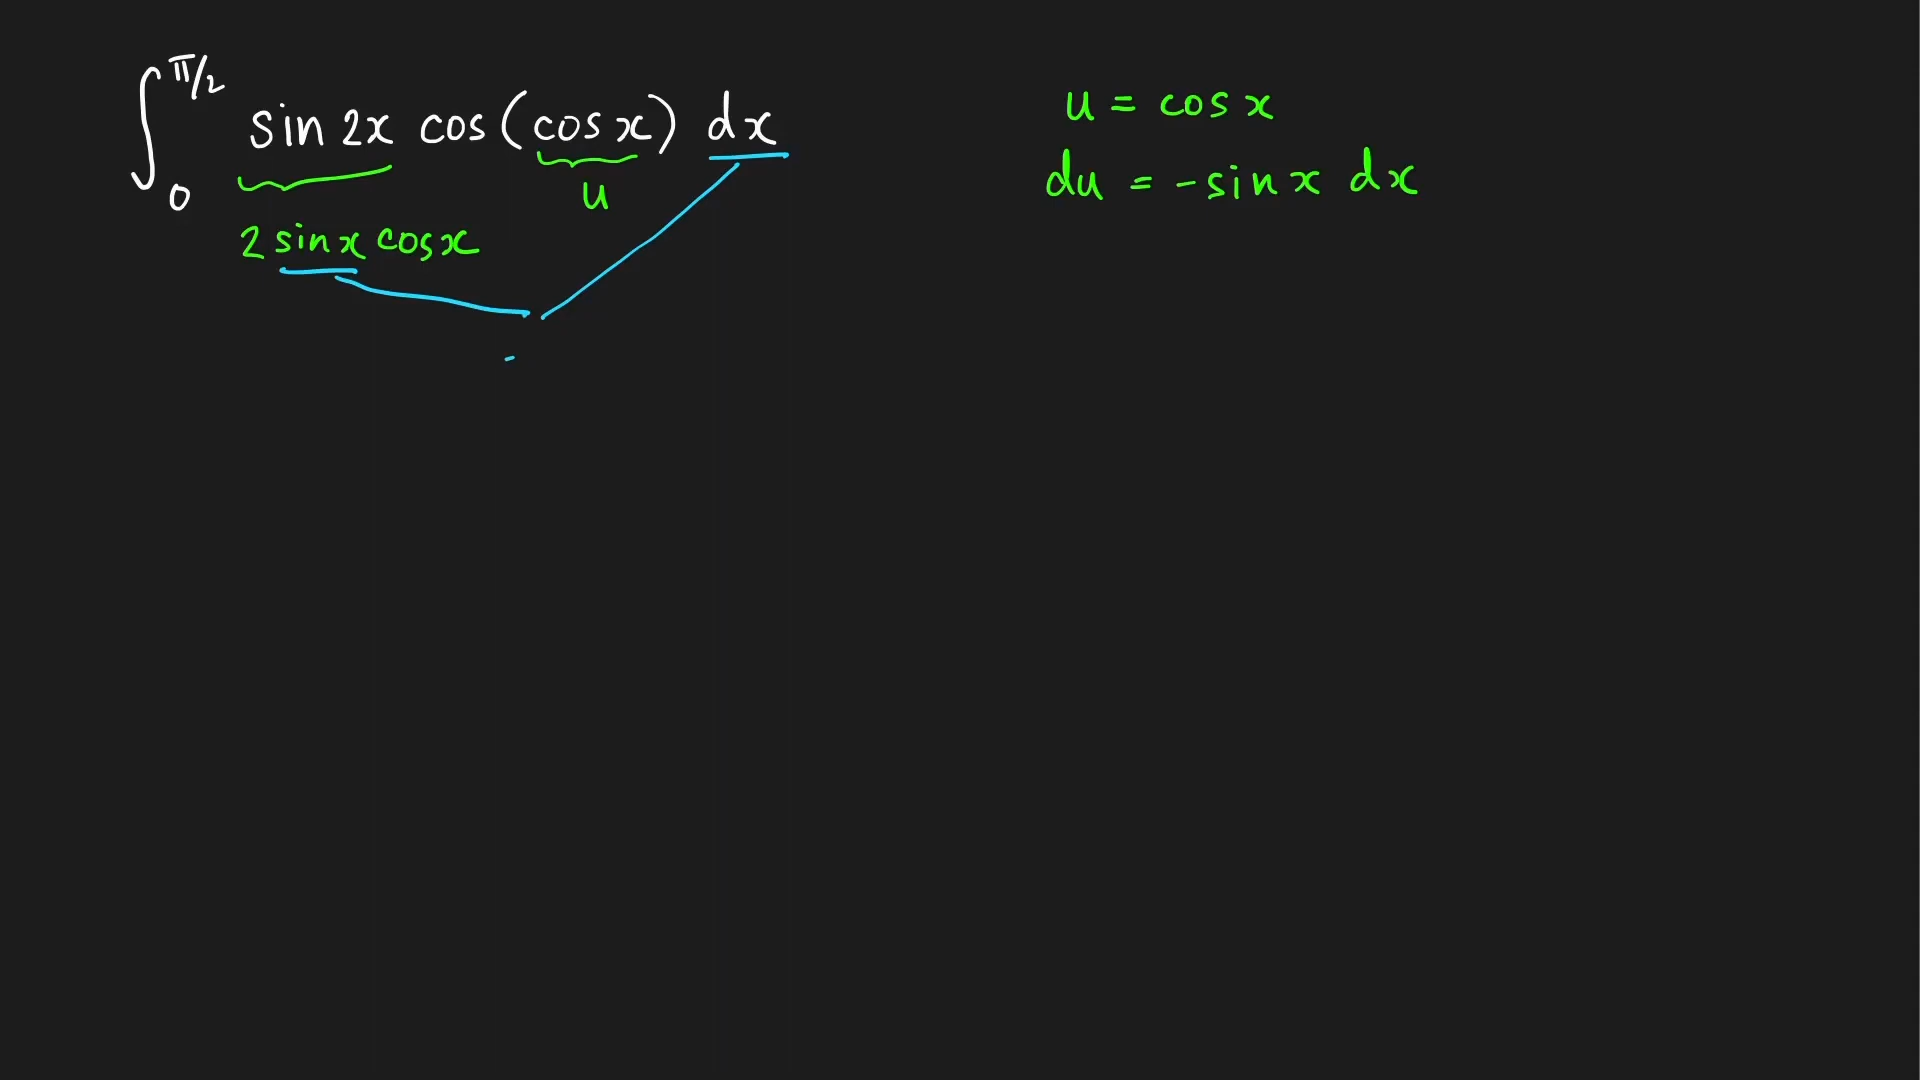 ∫₀^π/2 sin 2x cos(cos x) dx
u
2 sin x cos x
-
u = cos x
du = - sin x dx